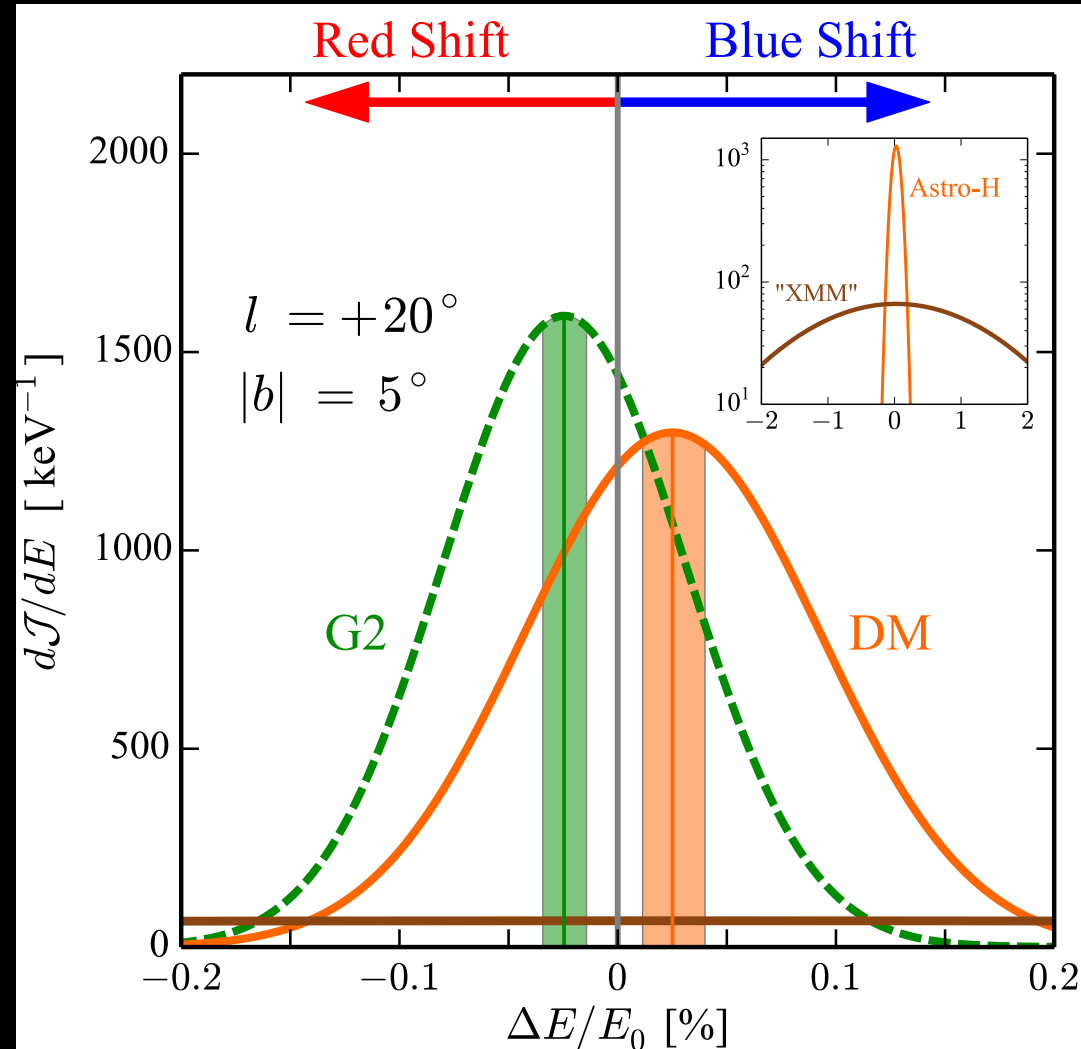 Red Shift Blue Shift
2000
1500
1000
500
0
dJ/dE [keV⁻¹]
l = +20°
|b| = 5°
G2
DM
10³
10²
10¹
Astro-H
"XMM"
−2 −1 0 1 2
−0.2 −0.1 0 0.1 0.2
ΔE/E₀ [%]